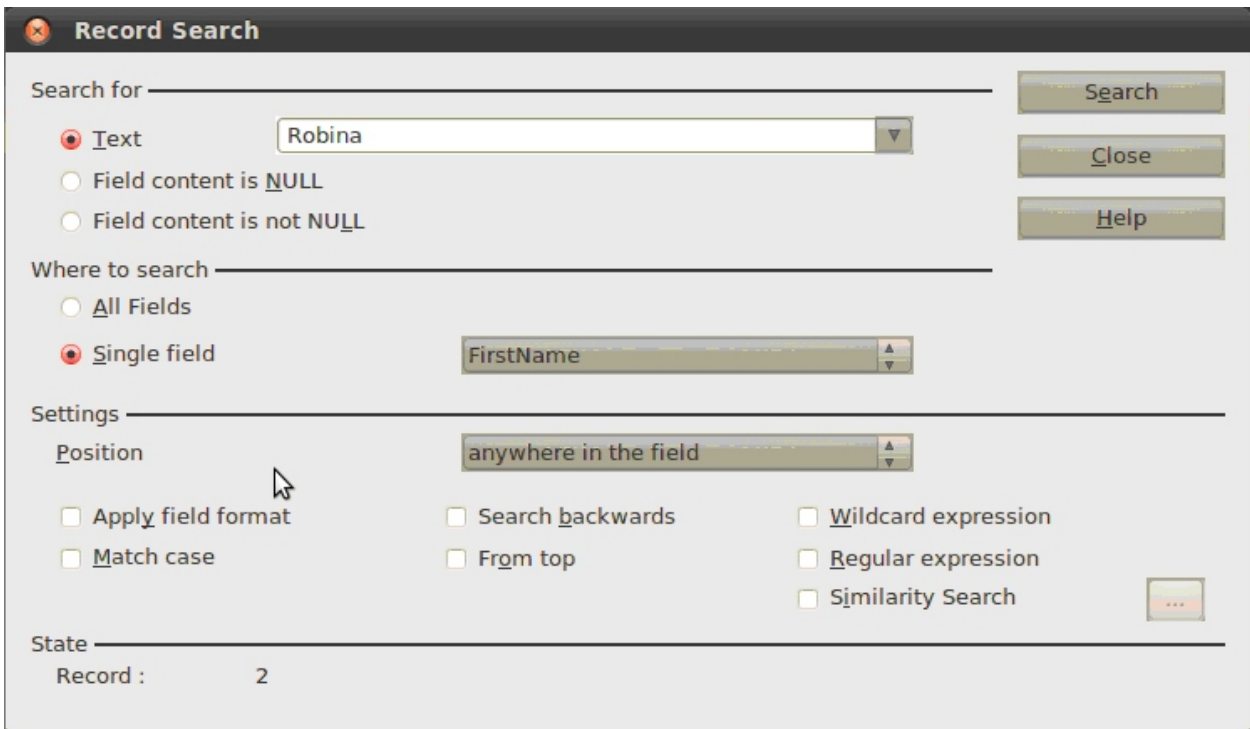 Record Search
Search for
Search
Text
Robina
Close
Field content is NULL
Field content is not NULL
Help
Where to search
All Fields
Single field
FirstName
Settings
Position
anywhere in the field
Apply field format
Search backwards
Wildcard expression
Match case
From top
Regular expression
Similarity Search
...
State
Record : 2